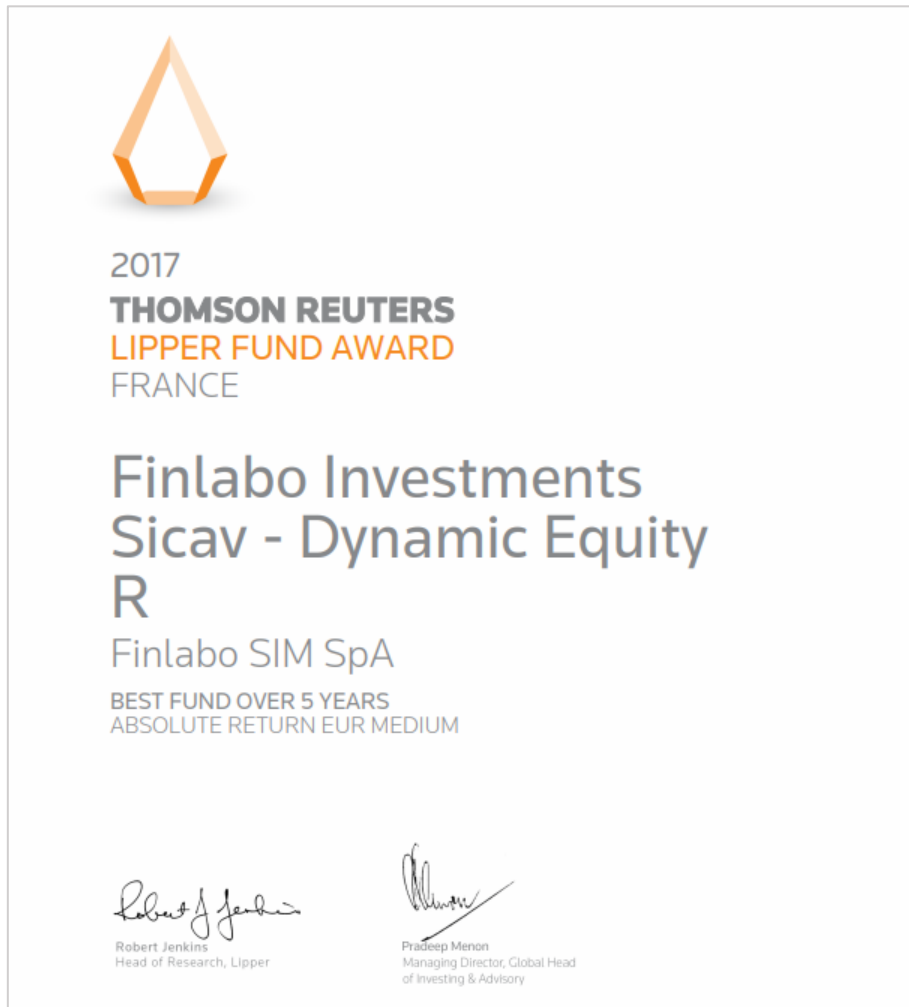 2017
THOMSON REUTERS
LIPPER FUND AWARD
FRANCE
Finlabo Investments
Sicav - Dynamic Equity
R
Finlabo SIM SpA
BEST FUND OVER 5 YEARS
ABSOLUTE RETURN EUR MEDIUM
Robert J Jenkins
Robert Jenkins
Head of Research, Lipper
Pradeep Menon
Managing Director, Global Head
of Investing & Advisory